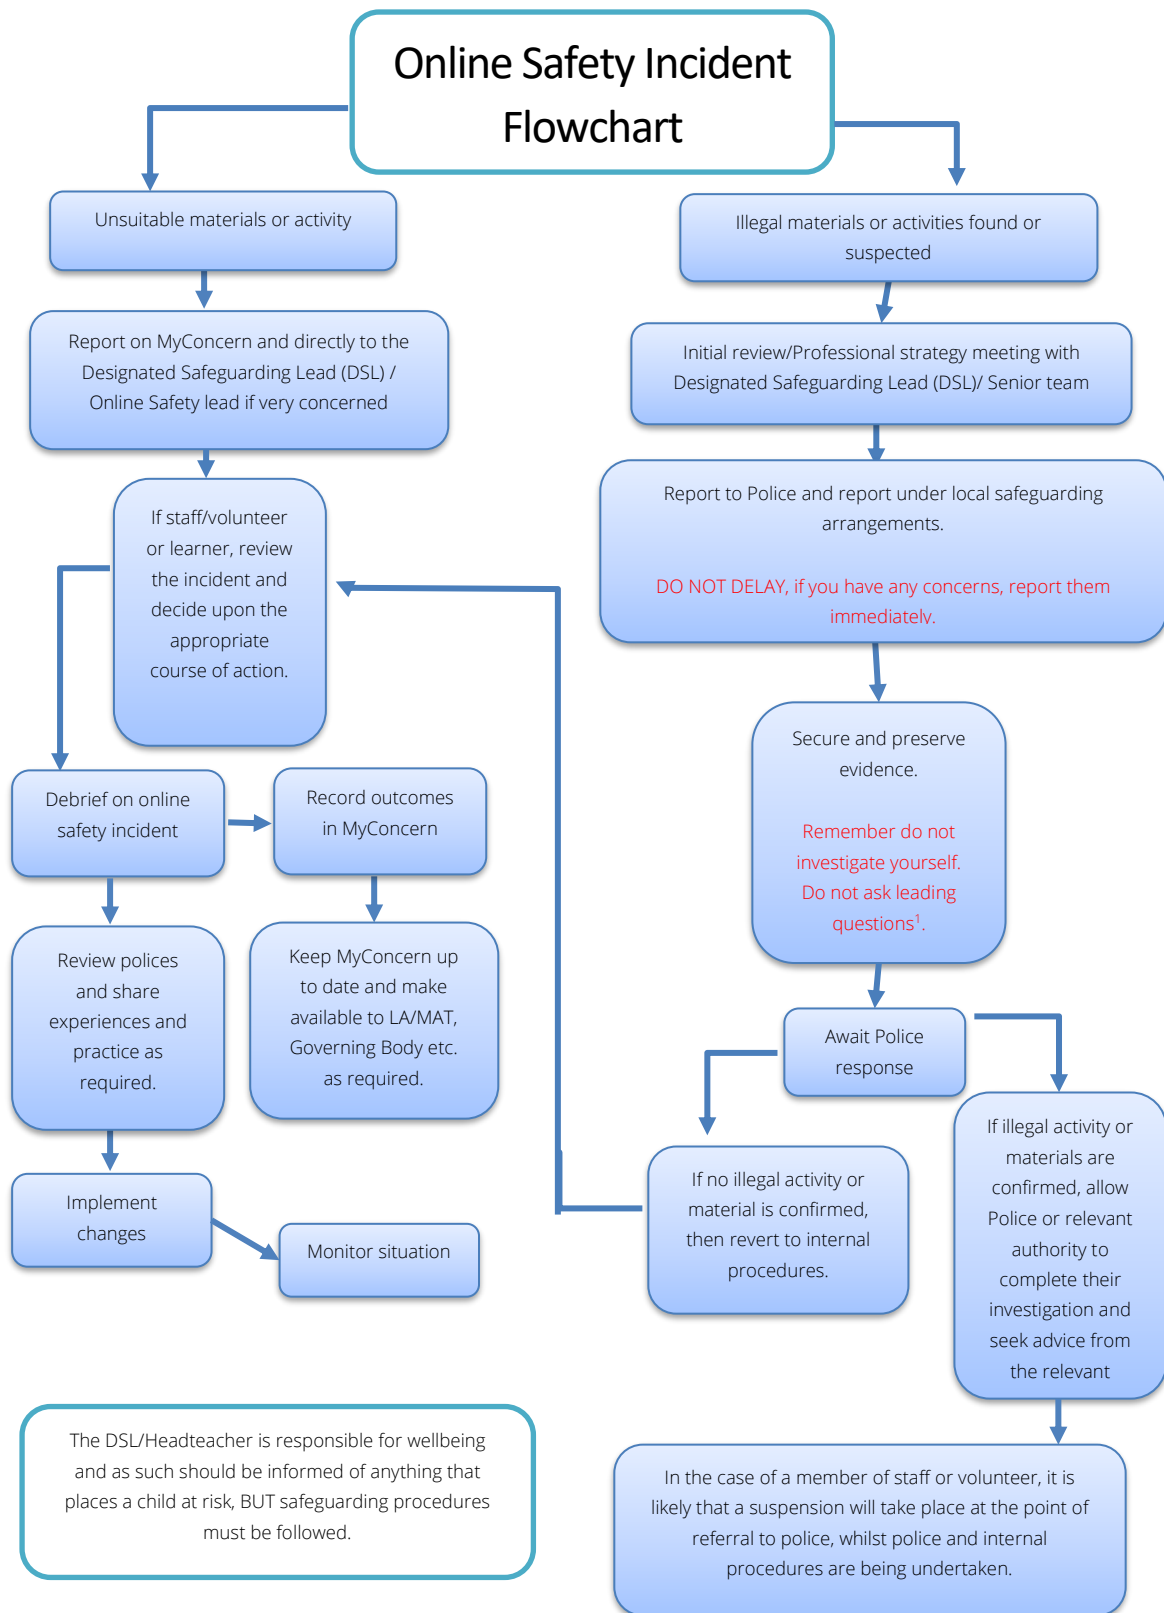 Online Safety Incident
Flowchart
Unsuitable materials or activity
Report on MyConcern and directly to the
Designated Safeguarding Lead (DSL) /
Online Safety lead if very concerned
If staff/volunteer
or learner, review
the incident and
decide upon the
appropriate
course of action.
Debrief on online
safety incident
Record outcomes
in MyConcern
Review polices
and share
experiences and
practice as
required.
Keep MyConcern up
to date and make
available to LA/MAT,
Governing Body etc.
as required.
Implement
changes
Monitor situation
Illegal materials or activities found or
suspected
Initial review/Professional strategy meeting with
Designated Safeguarding Lead (DSL)/ Senior team
Report to Police and report under local safeguarding
arrangements.
DO NOT DELAY, if you have any concerns, report them
immediately.
Secure and preserve
evidence.
Remember do not
investigate yourself.
Do not ask leading
questions¹.
Await Police
response
If no illegal activity or
material is confirmed,
then revert to internal
procedures.
If illegal activity or
materials are
confirmed, allow
Police or relevant
authority to
complete their
investigation and
seek advice from
the relevant
In the case of a member of staff or volunteer, it is
likely that a suspension will take place at the point of
referral to police, whilst police and internal
procedures are being undertaken.
The DSL/Headteacher is responsible for wellbeing
and as such should be informed of anything that
places a child at risk, BUT safeguarding procedures
must be followed.